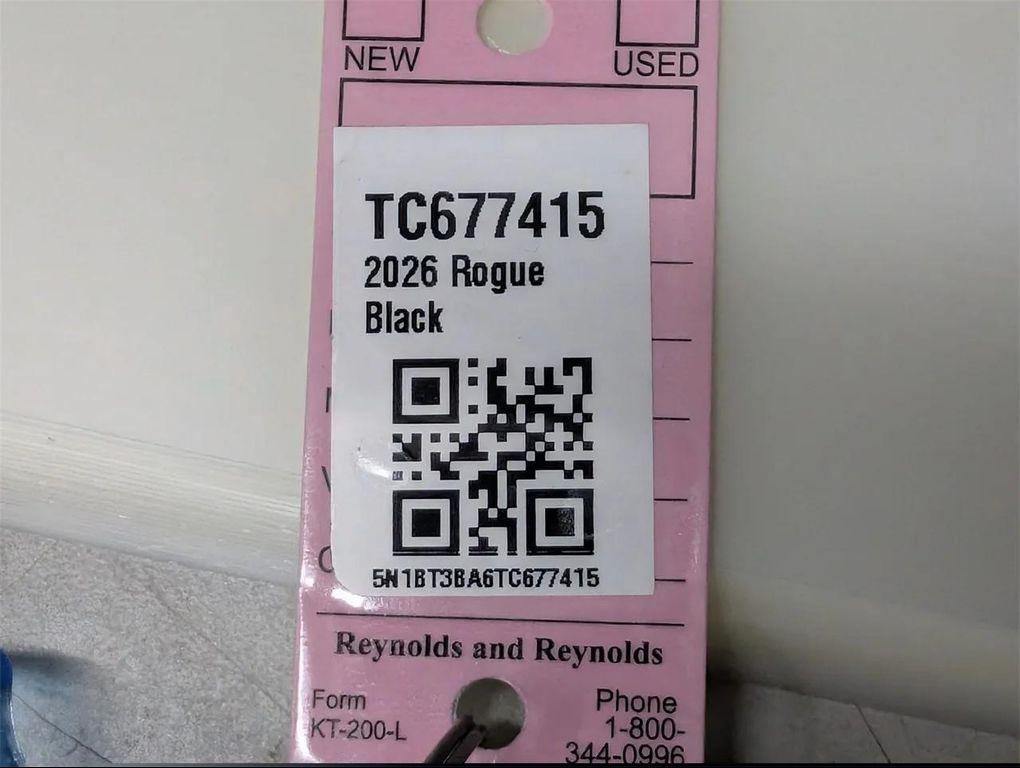 NEW USED
TC677415
2026 Rogue
Black
5N1BT3BA6TC677415
Reynolds and Reynolds
Form Phone
KT-200-L 1-800-
344-0996